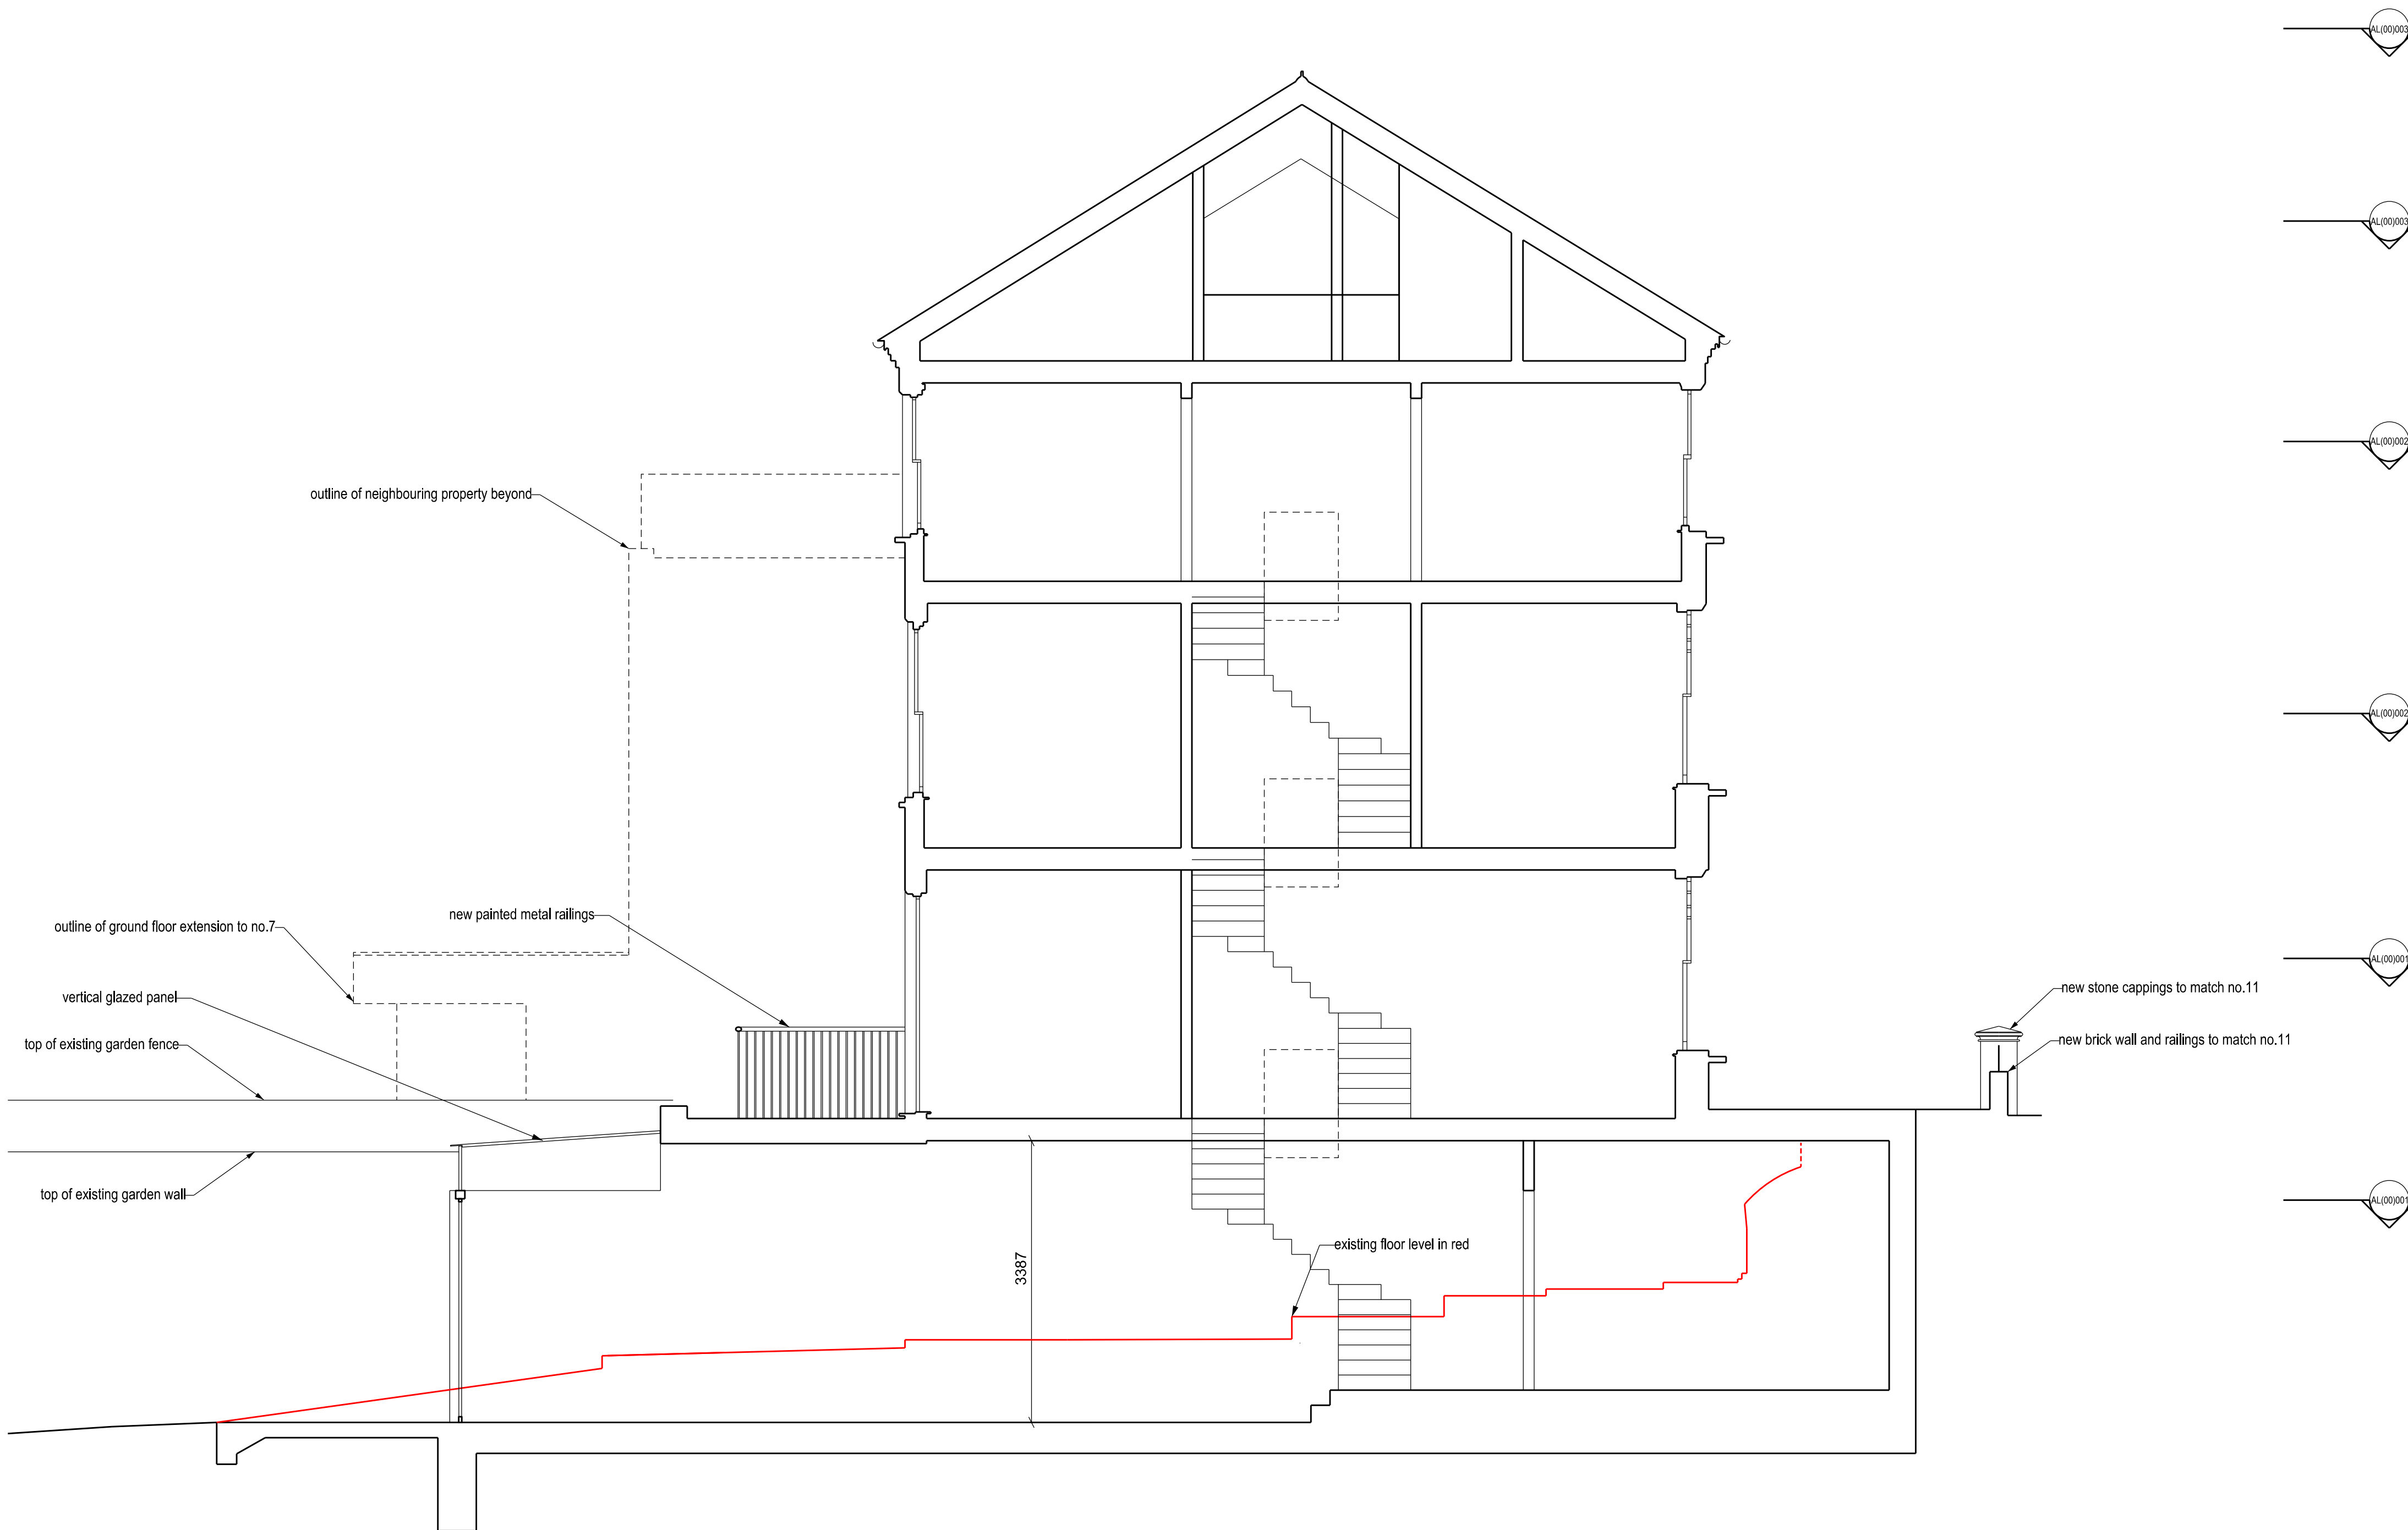 AL(00)003
AL(00)003
AL(00)002
outline of neighbouring property beyond
AL(00)002
new painted metal railings
outline of ground floor extension to no.7
AL(00)001
new stone cappings to match no.11
vertical glazed panel
new brick wall and railings to match no.11
top of existing garden fence
top of existing garden wall
AL(00)001
existing floor level in red
3387